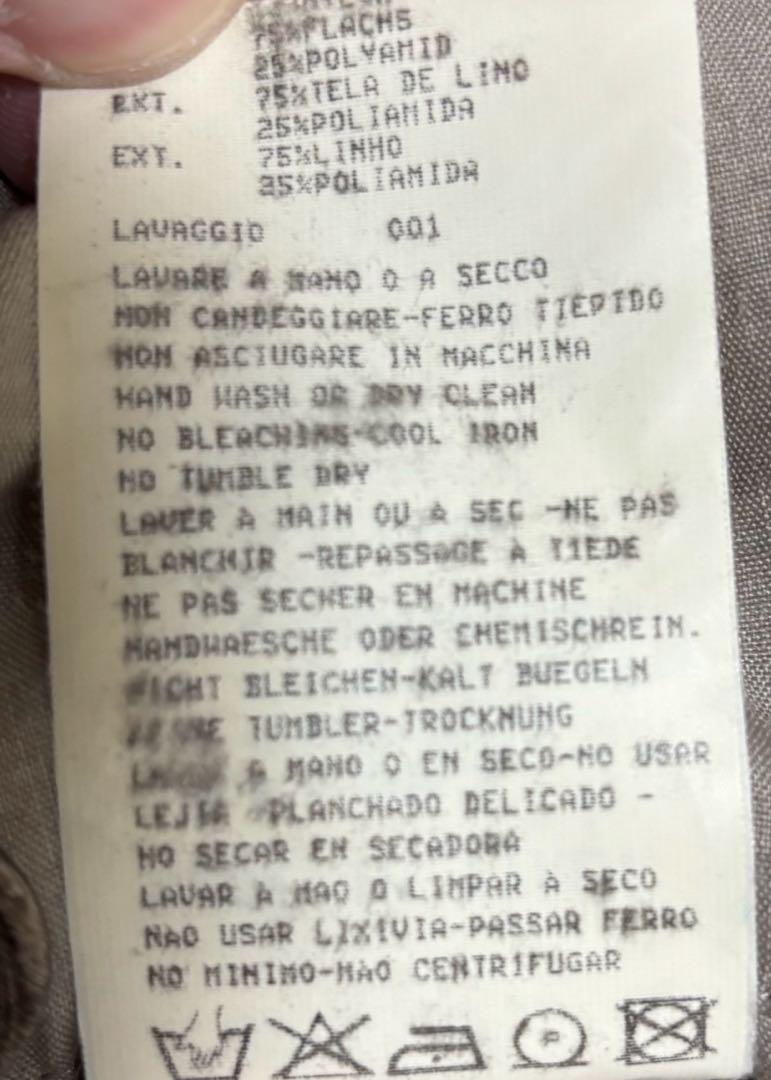 75%FLACHS
25%POLYAMID
EXT. 75%TELA DE LINO
25%POLIAMIDA
EXT. 75%LINHO
25%POLIAMIDA
LAVAGGIO 001
LAVARE A MANO O A SECCO
NON CANDEGGIARE-FERRO TIEPIDO
NON ASCIUGARE IN MACCHINA
HAND WASH OR DRY CLEAN
NO BLEACHING-COOL IRON
NO TUMBLE DRY
LAVER A MAIN OU A SEC -NE PAS
BLANCHIR -REPASSAGE A TIEDE
NE PAS SECHER EN MACHINE
HANDWAESCHE ODER CHEMISCHREIN.
NICHT BLEICHEN-KALT BUEGELN
TUMBLER-TROCKNUNG
A MANO O EN SECO-NO USAR
LEJIA PLANCHADO DELICADO -
NO SECAR EN SECADORA
LAVAR A MAO O LIMPAR A SECO
NAO USAR LIXIVIA-PASSAR FERRO
NO MINIMO-NAO CENTRIFUGAR
P